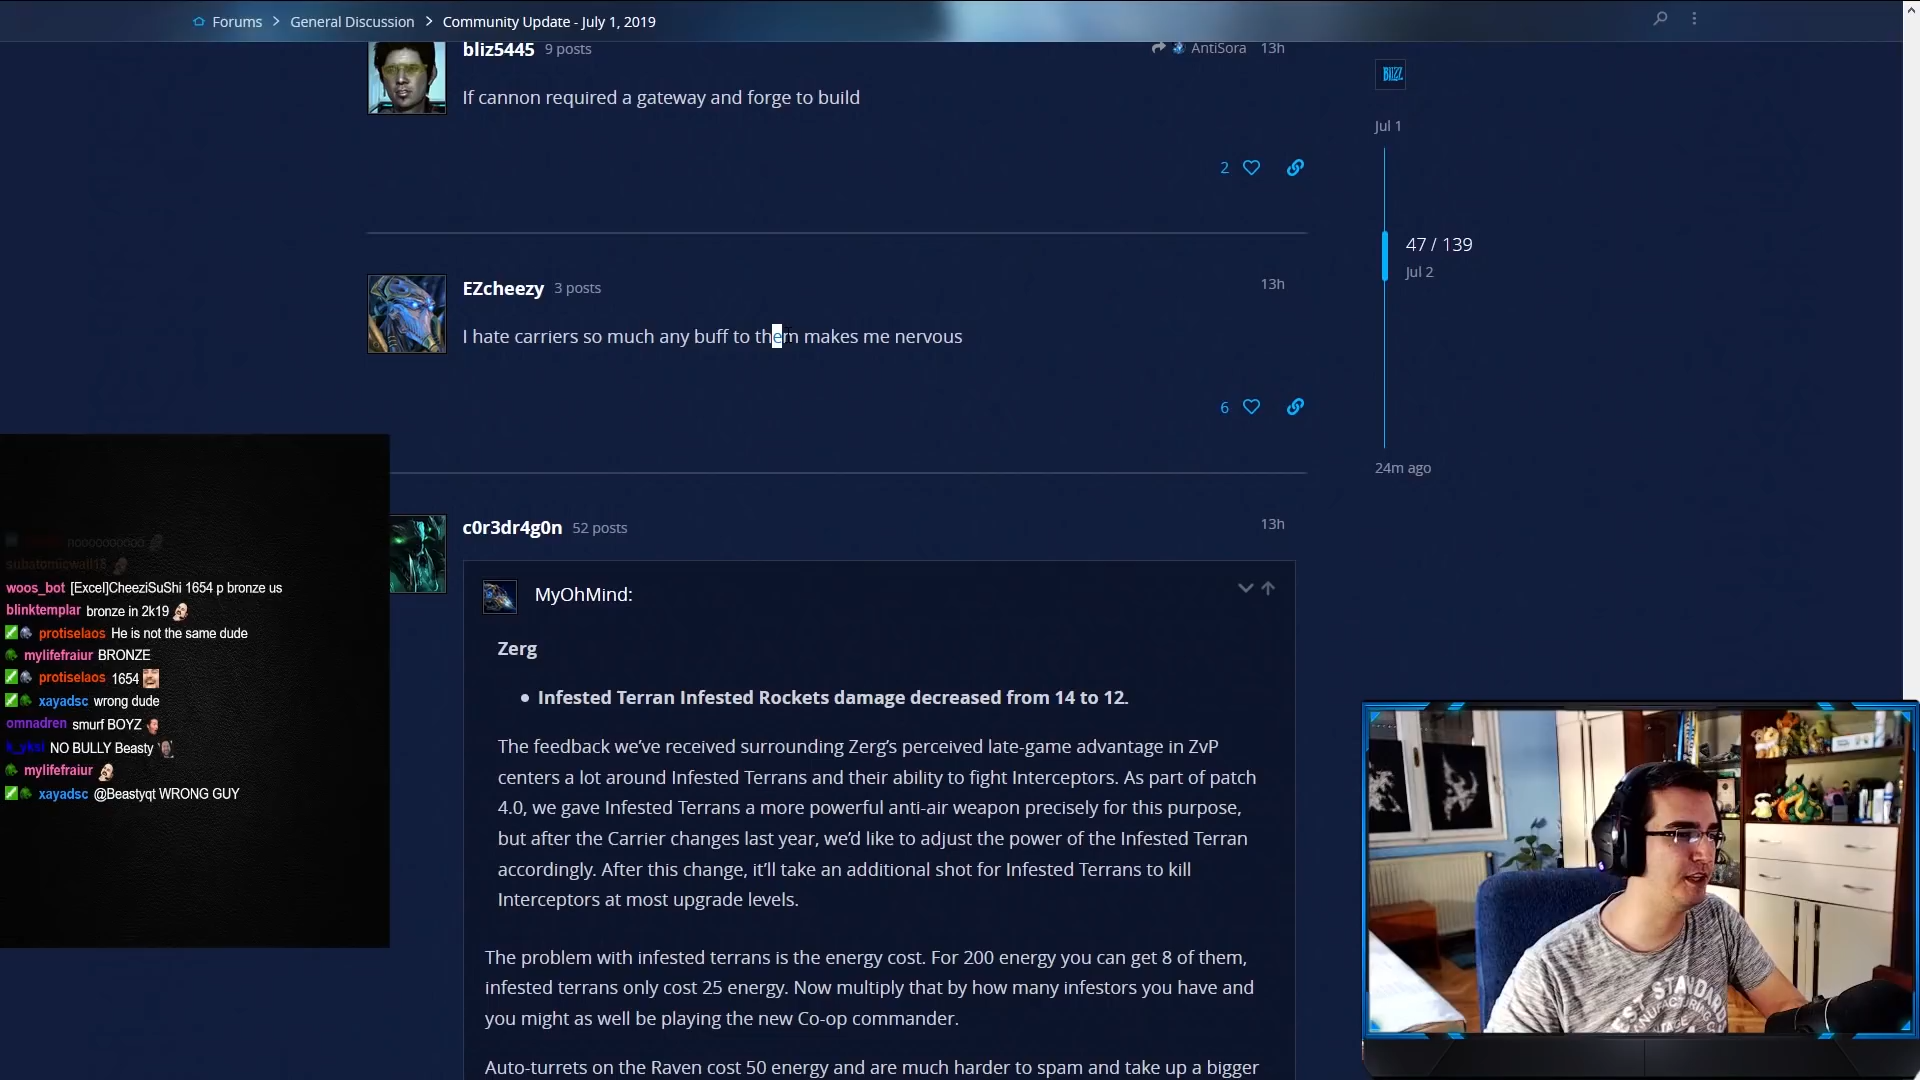 Forums > General Discussion > Community Update - July 1, 2019
bliz5445 9 posts AntiSora 13h
If cannon required a gateway and forge to build
2
EZcheezy 3 posts 13h
I hate carriers so much any buff to them makes me nervous
6
c0r3dr4g0n 52 posts 13h
MyOhMind:
Zerg
• Infested Terran Infested Rockets damage decreased from 14 to 12.
The feedback we've received surrounding Zerg's perceived late-game advantage in ZvP
centers a lot around Infested Terrans and their ability to fight Interceptors. As part of patch
4.0, we gave Infested Terrans a more powerful anti-air weapon precisely for this purpose,
but after the Carrier changes last year, we'd like to adjust the power of the Infested Terran
accordingly. After this change, it'll take an additional shot for Infested Terrans to kill
Interceptors at most upgrade levels.
The problem with infested terrans is the energy cost. For 200 energy you can get 8 of them,
infested terrans only cost 25 energy. Now multiply that by how many infestors you have and
you might as well be playing the new Co-op commander.
Auto-turrets on the Raven cost 50 energy and are much harder to spam and take up a bigger
BLIZZ
Jul 1
47 / 139
Jul 2
24m ago
subatomicwall18
woos_bot [Excel]CheeziSuShi 1654 p bronze us
blinktemplar bronze in 2k19
protiselaos He is not the same dude
mylifefraiur BRONZE
protiselaos 1654
xayadsc wrong dude
omnadren smurf BOYZ
k_yksi NO BULLY Beasty
mylifefraiur
xayadsc @Beastyqt WRONG GUY